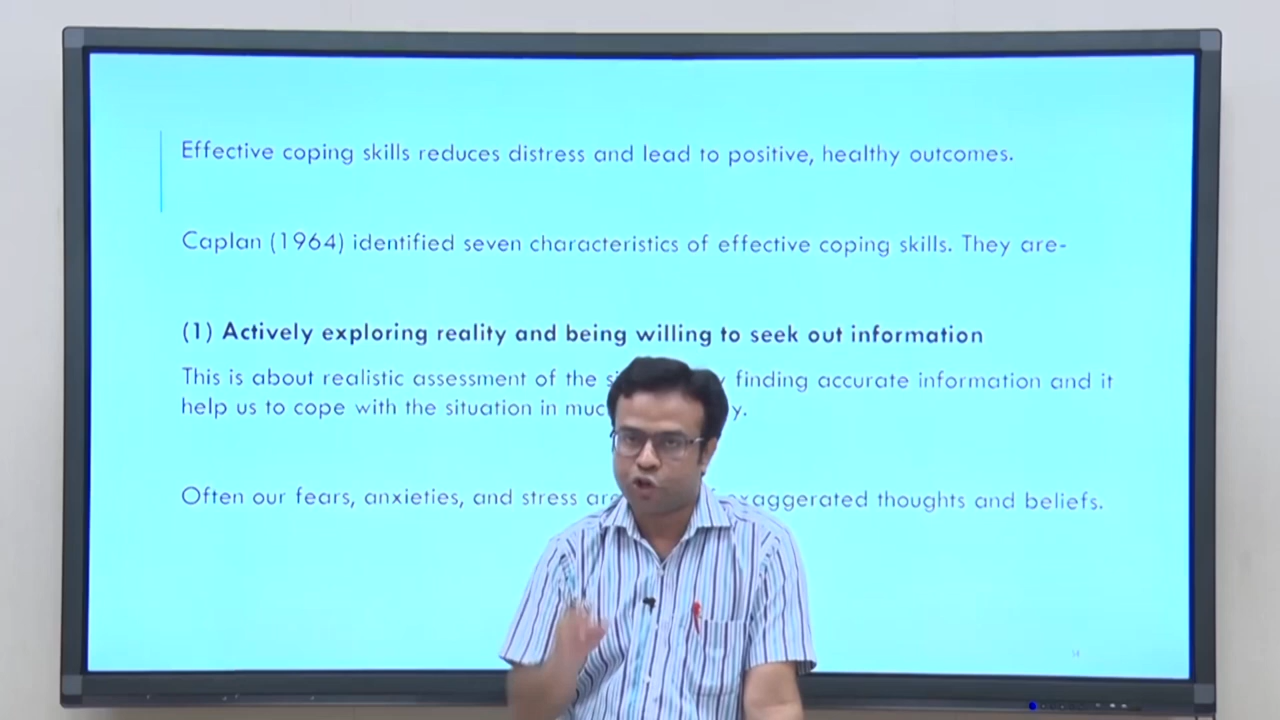 Effective coping skills reduces distress and lead to positive, healthy outcomes.
Caplan (1964) identified seven characteristics of effective coping skills. They are-
(1) Actively exploring reality and being willing to seek out information
This is about realistic assessment of the finding accurate information and it
help us to cope with the situation in
Often our fears, anxieties, and stress exaggerated thoughts and beliefs.